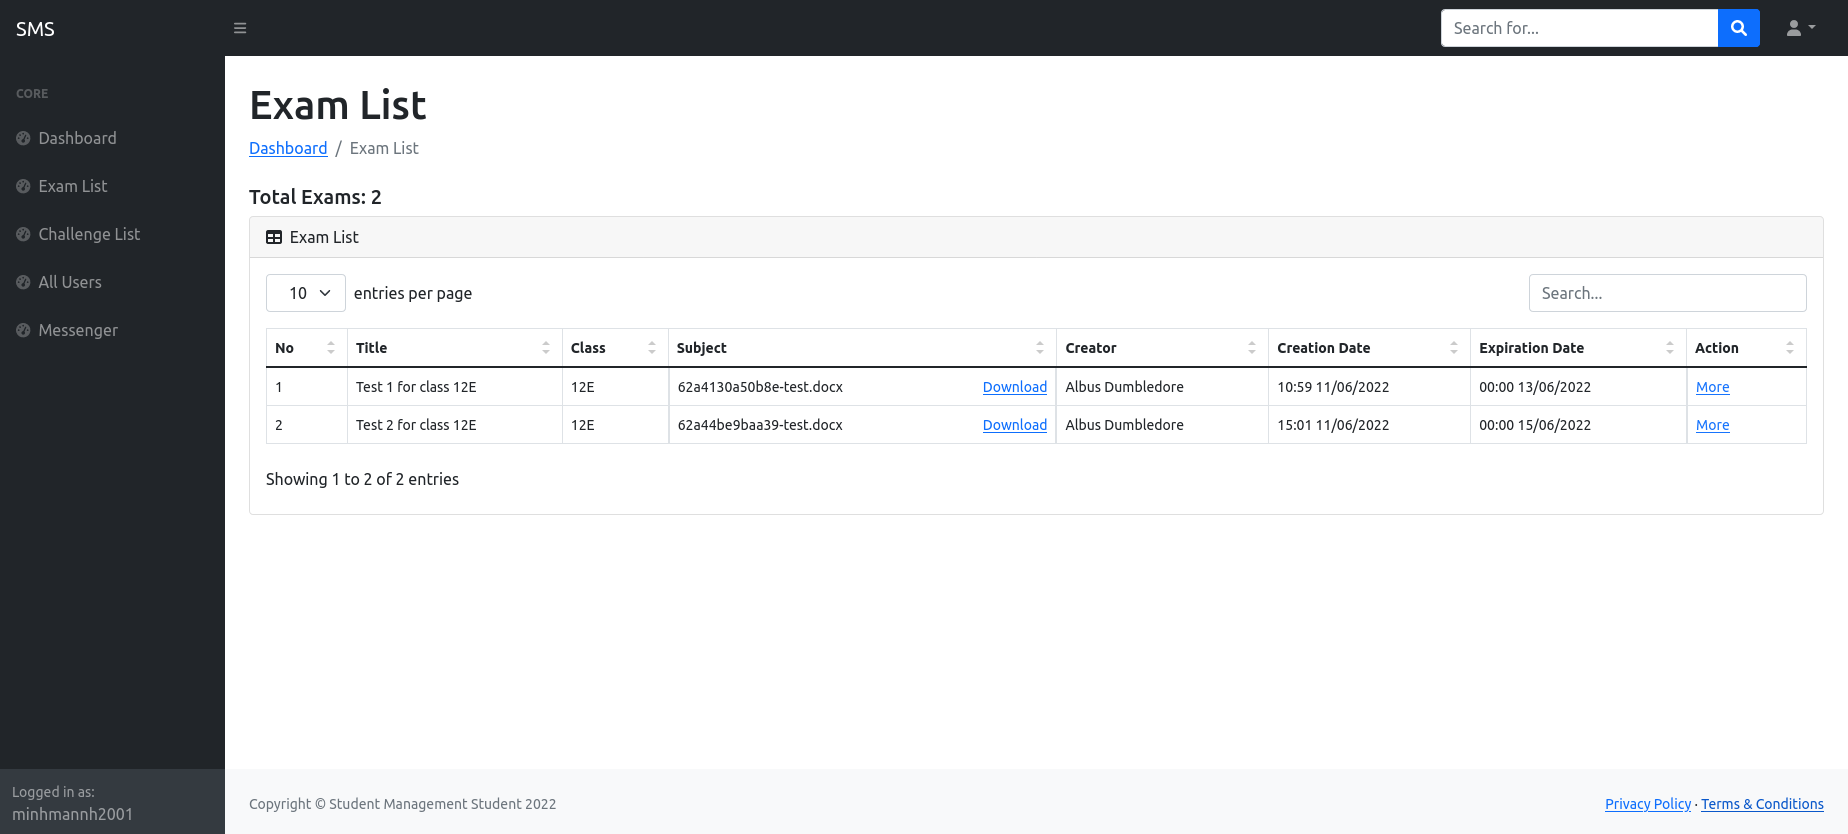 SMS
Search for...
CORE
Dashboard
Exam List
Challenge List
All Users
Messenger
Logged in as:
minhmannh2001
Exam List
Dashboard / Exam List
Total Exams: 2
Exam List
10 entries per page
Search...
No Title Class Subject Creator Creation Date Expiration Date Action
1 Test 1 for class 12E 12E 62a4130a50b8e-test.docx Download Albus Dumbledore 10:59 11/06/2022 00:00 13/06/2022 More
2 Test 2 for class 12E 12E 62a44be9baa39-test.docx Download Albus Dumbledore 15:01 11/06/2022 00:00 15/06/2022 More
Showing 1 to 2 of 2 entries
Copyright © Student Management Student 2022
Privacy Policy · Terms & Conditions